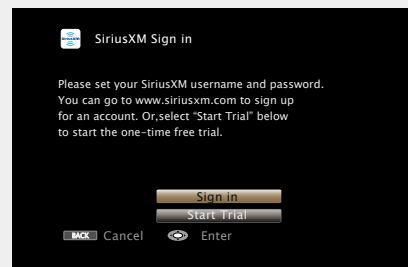 SiriusXM Sign in
Please set your SiriusXM username and password.
You can go to www.siriusxm.com to sign up
for an account. Or,select “Start Trial” below
to start the one-time free trial.
Sign in
Start Trial
BACK Cancel Enter